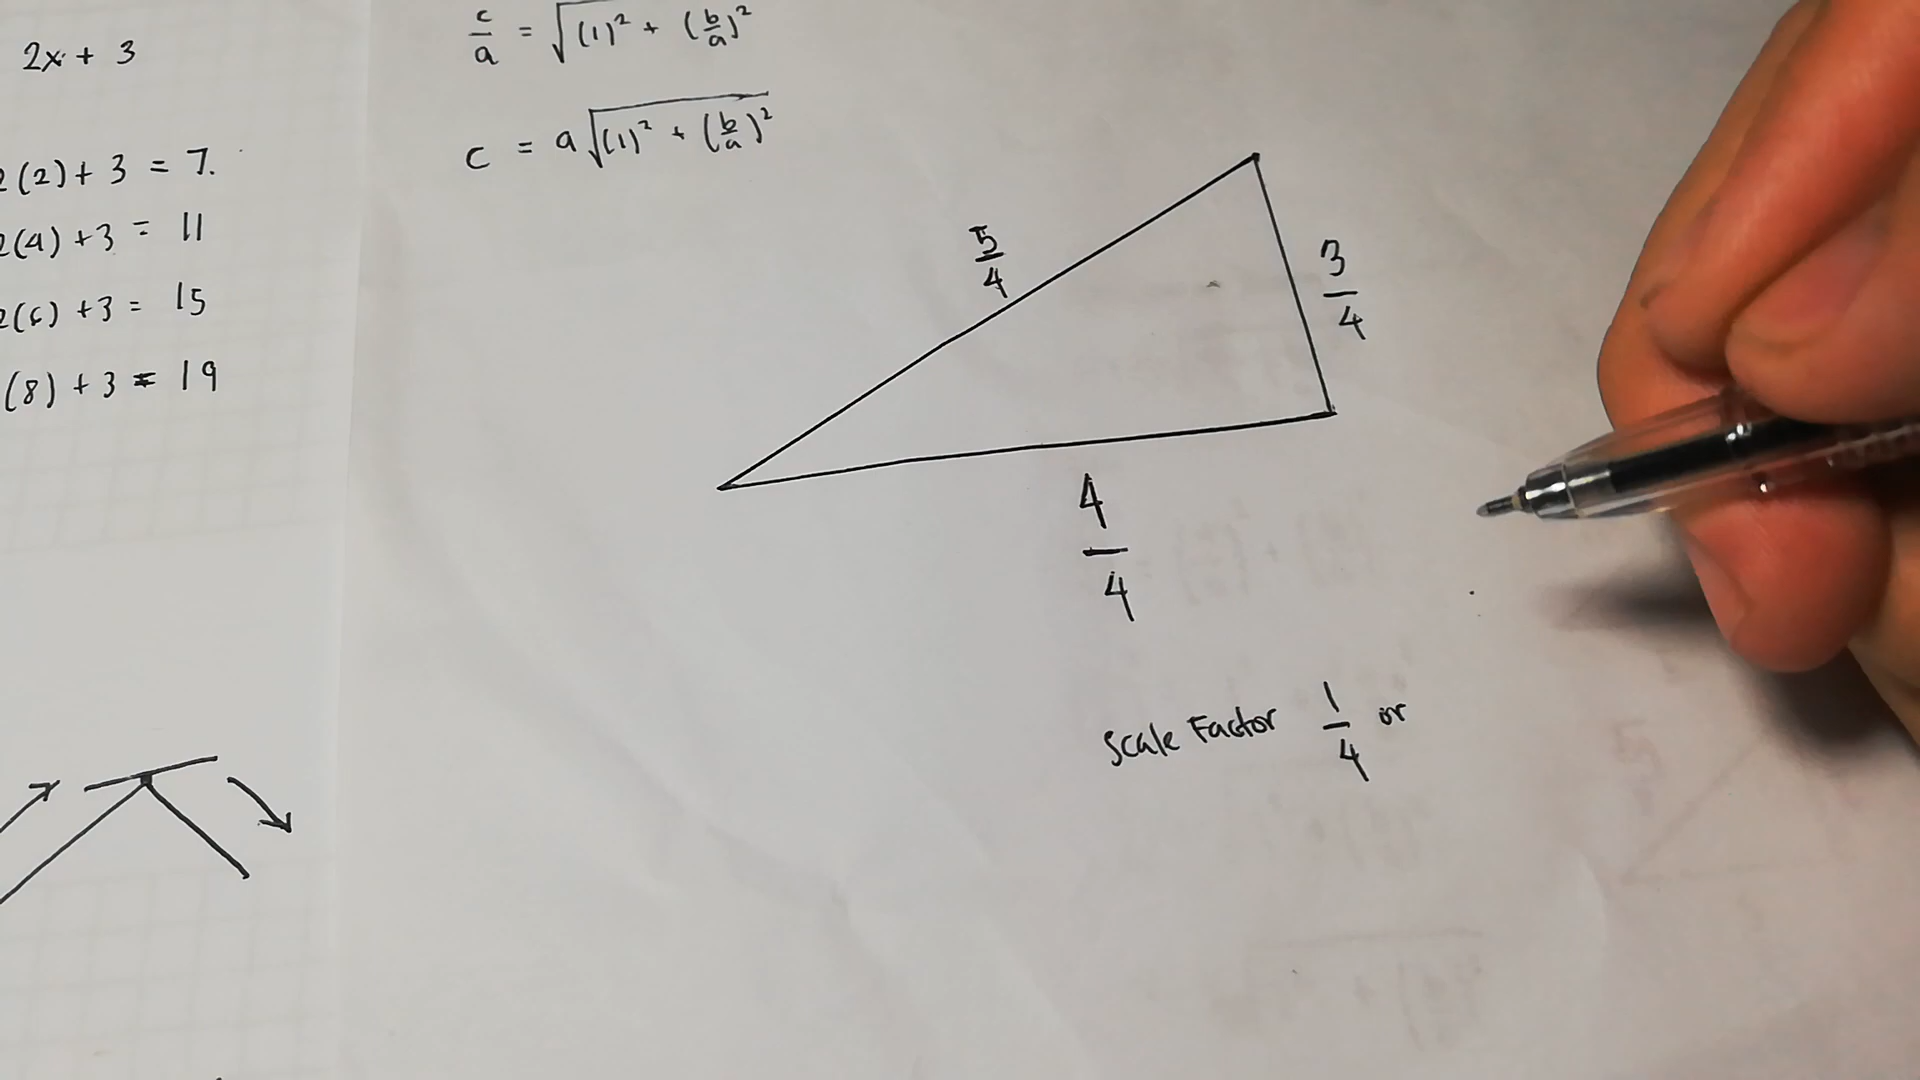 2x + 3
2(2) + 3 = 7.
2(4) + 3 = 11
2(6) + 3 = 15
(8) + 3 = 19
c/a = √((1)² + (b/a)²)
c = a√((1)² + (b/a)²)
5/4
3/4
4/4
Scale Factor 1/4 or